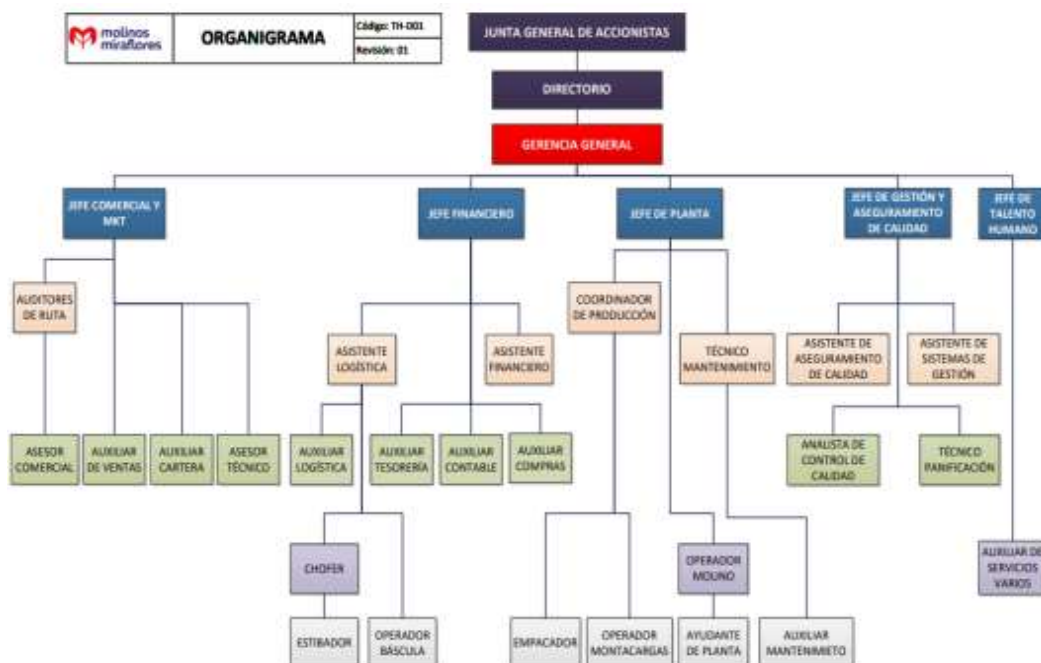 molinos
miraflores
ORGANIGRAMA
Código: TH-D01
Revisión: 01
JUNTA GENERAL DE ACCIONISTAS
DIRECTORIO
GERENCIA GENERAL
JEFE COMERCIAL Y
MKT
JEFE FINANCIERO
JEFE DE PLANTA
JEFE DE GESTIÓN Y
ASEGURAMIENTO
DE CALIDAD
JEFE DE
TALENTO
HUMANO
AUDITORES
DE RUTA
COORDINADOR
DE PRODUCCIÓN
ASISTENTE
LOGÍSTICA
ASISTENTE
FINANCIERO
TÉCNICO
MANTENIMIENTO
ASISTENTE DE
ASEGURAMIENTO
DE CALIDAD
ASISTENTE DE
SISTEMAS DE
GESTIÓN
ASESOR
COMERCIAL
AUXILIAR
DE VENTAS
AUXILIAR
CARTERA
ASESOR
TÉCNICO
AUXILIAR
LOGÍSTICA
AUXILIAR
TESORERÍA
AUXILIAR
CONTABLE
AUXILIAR
COMPRAS
ANALISTA DE
CONTROL DE
CALIDAD
TÉCNICO
PANIFICACIÓN
CHOFER
OPERADOR
MOLINO
AUXILIAR DE
SERVICIOS
VARIOS
ESTIBADOR
OPERADOR
BÁSCULA
EMPACADOR
OPERADOR
MONTACARGAS
AYUDANTE
DE PLANTA
AUXILIAR
MANTENIMIETO